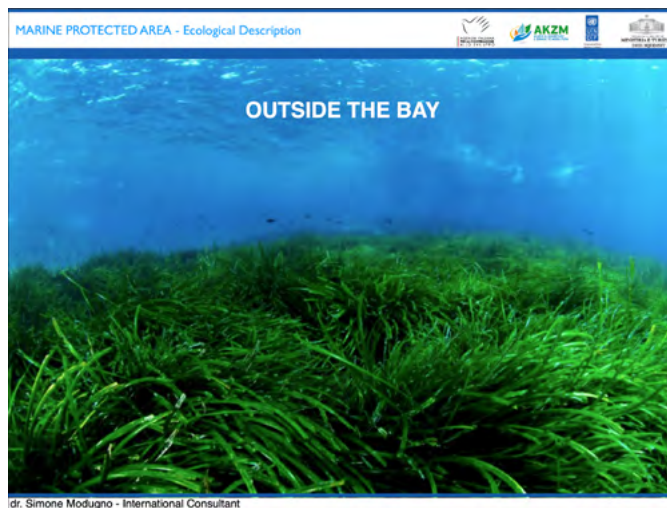 MARINE PROTECTED AREA - Ecological Description
AKZM
OUTSIDE THE BAY
dr. Simone Modugno - International Consultant